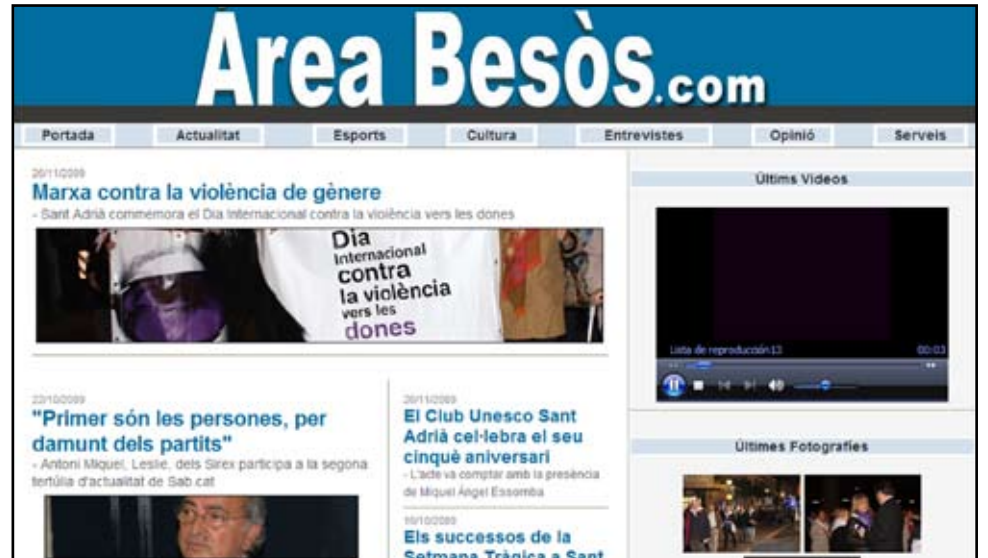 Àrea Besòs.com
Portada Actualitat Esports Cultura Entrevistes Opinió Serveis
26/11/2009
Marxa contra la violència de gènere
- Sant Adrià commemora el Dia Internacional contra la violència vers les dones
Dia
Internacional
contra
la violència
vers les
dones
22/10/2009
"Primer són les persones, per
damunt dels partits"
- Antoni Miquel, Leslie, dels Sirex participa a la segona
tertúlia d'actualitat de Sab.cat
20/11/2009
El Club Unesco Sant
Adrià cel·lebra el seu
cinquè aniversari
- L'acte va comptar amb la presència
de Miquel Àngel Essomba
10/10/2009
Els successos de la
Setmana Tràgica a Sant
Últims Videos
Lista de reproducción13 00:03
Últimes Fotografíes